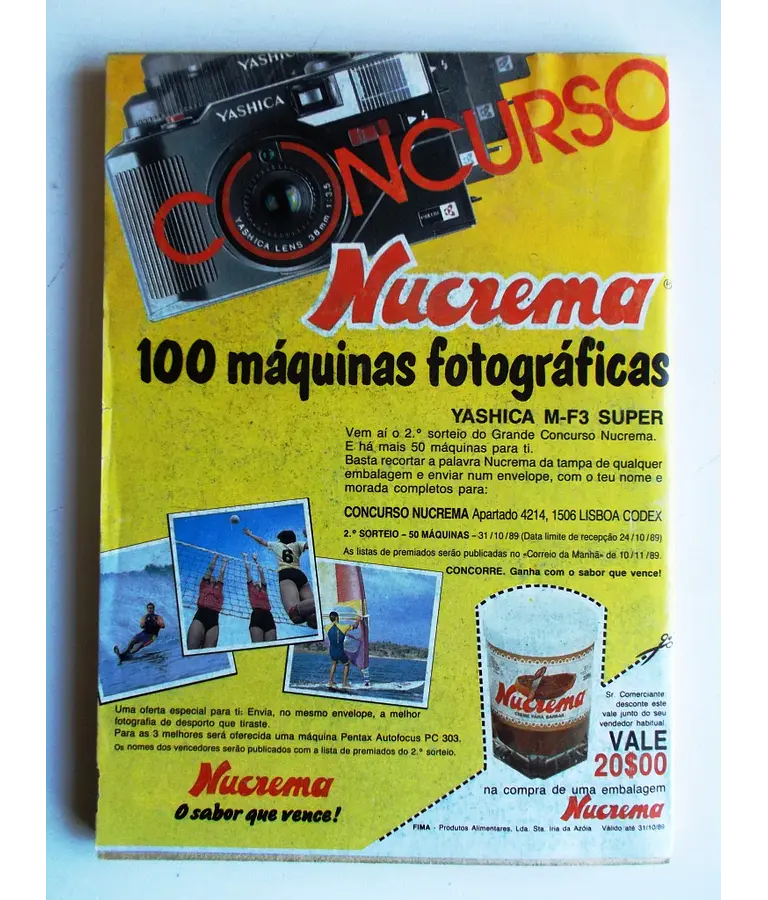 YASHICA
YASHICA
CONCURSO
YASHICA LENS 38mm 1:3.5
Nucrema®
100 máquinas fotográficas
YASHICA M-F3 SUPER
Vem aí o 2.º sorteio do Grande Concurso Nucrema.
E há mais 50 máquinas para ti.
Basta recortar a palavra Nucrema da tampa de qualquer
embalagem e enviar num envelope, com o teu nome e
morada completos para:
CONCURSO NUCREMA Apartado 4214, 1506 LISBOA CODEX
2.º SORTEIO – 50 MÁQUINAS – 31/10/89 (Data limite de recepção 24/10/89)
As listas de premiados serão publicadas no «Correio da Manhã» de 10/11/89.
CONCORRE. Ganha com o sabor que vence!
6
Uma oferta especial para ti: Envia, no mesmo envelope, a melhor
fotografia de desporto que tiraste.
Para as 3 melhores será oferecida uma máquina Pentax Autofocus PC 303.
Os nomes dos vencedores serão publicados com a lista de premiados do 2.º sorteio.
Nucrema
O sabor que vence!
Nucrema
CREME PARA BARRAR
Sr. Comerciante
desconte este
vale junto do seu
vendedor habitual.
VALE
20$00
na compra de uma embalagem
Nucrema
FIMA - Produtos Alimentares, Lda. Sta. Iria da Azóia Válido até 31/10/89